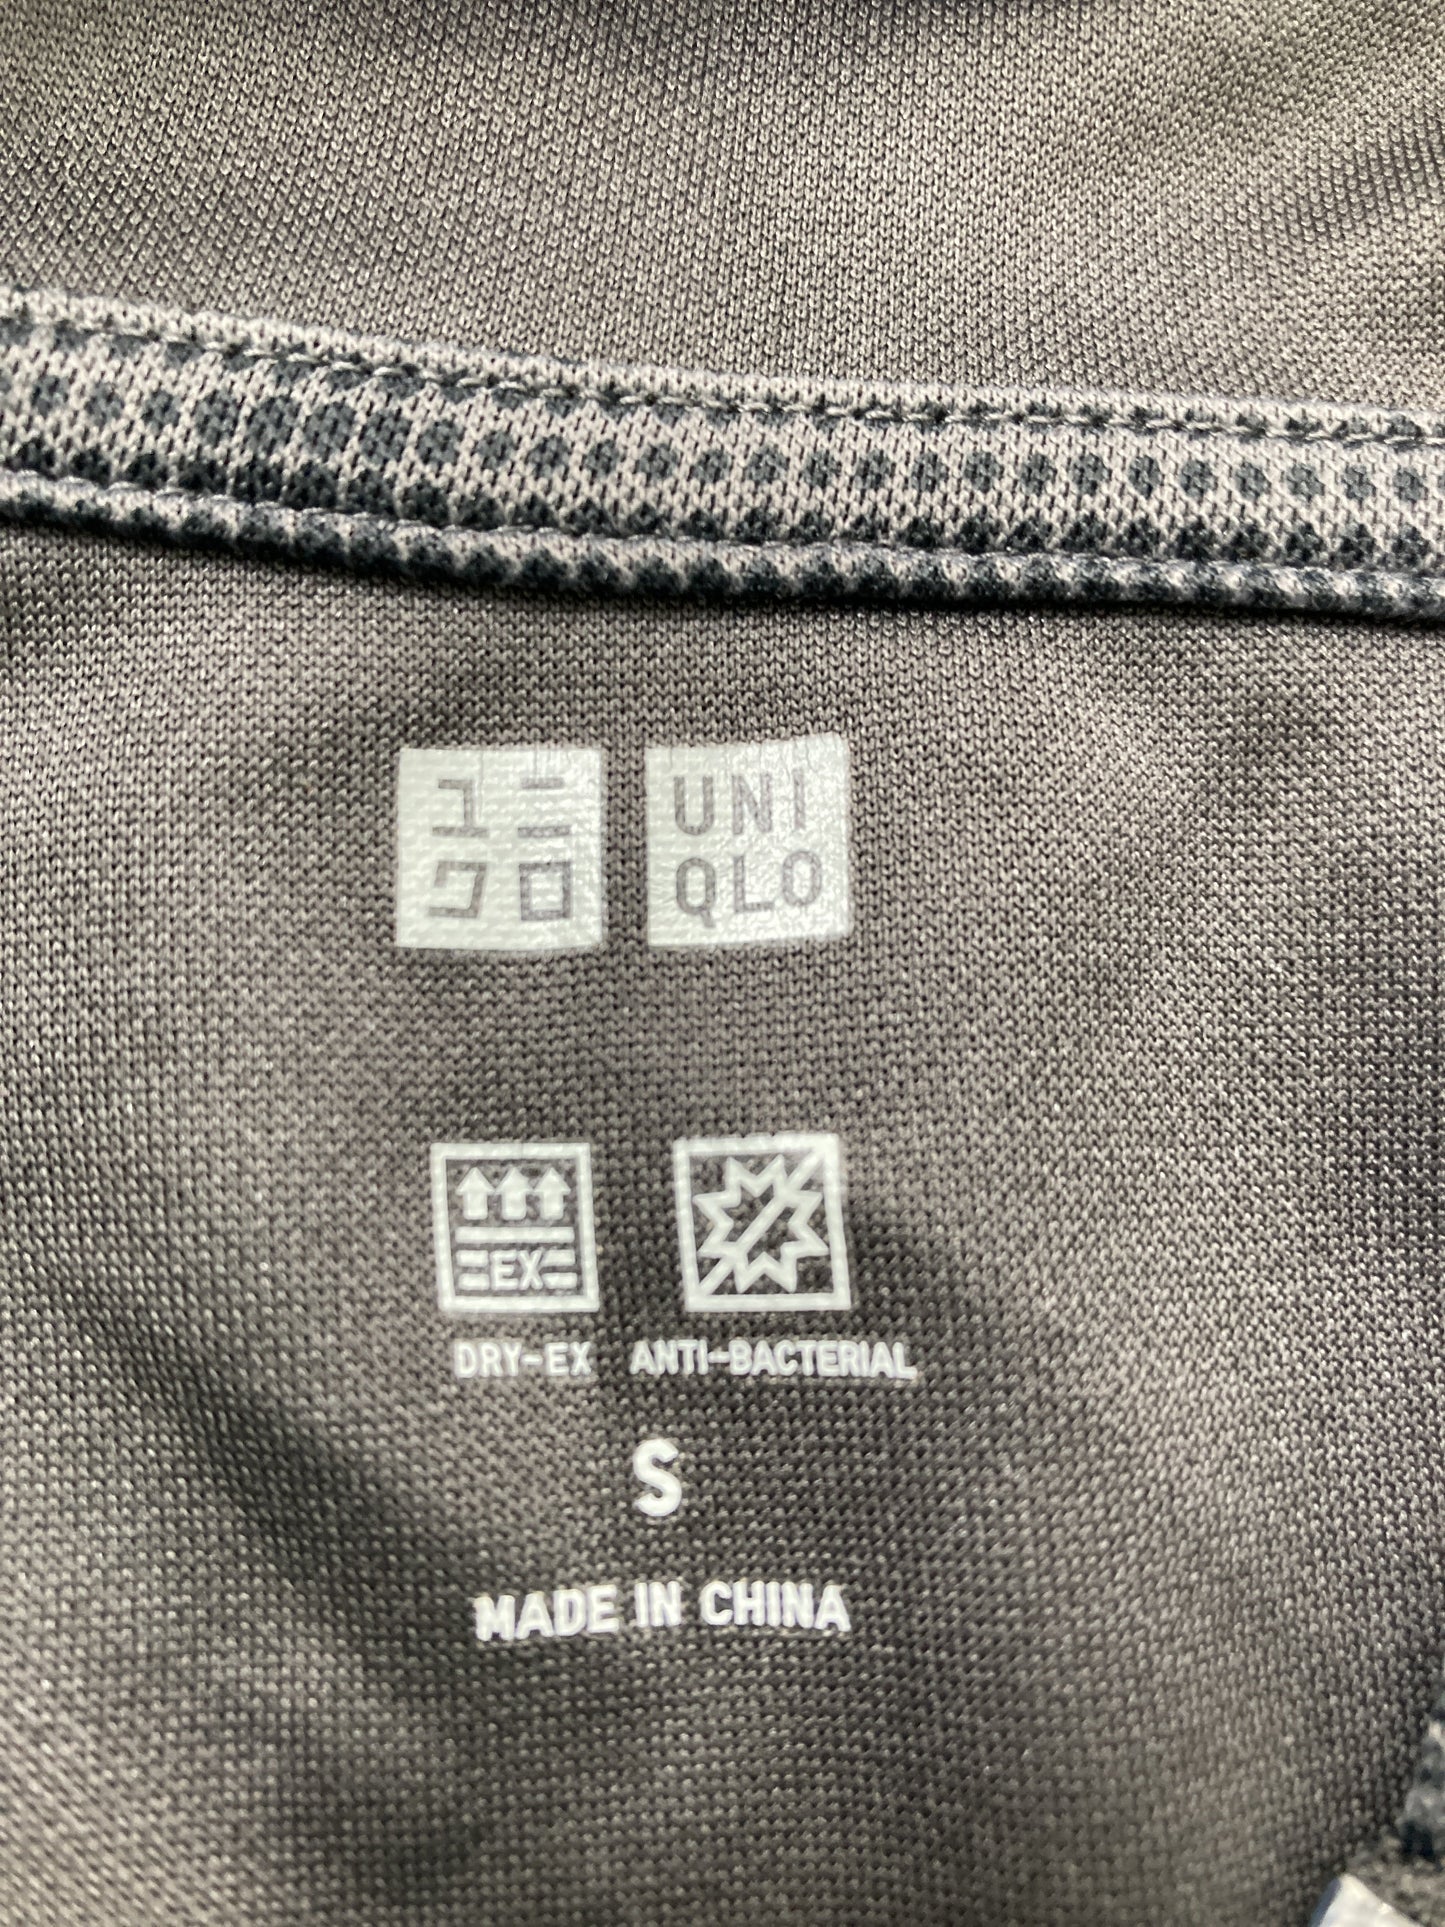 ユニ UNI
クロ QLO
EX
DRY-EX ANTI-BACTERIAL
S
MADE IN CHINA